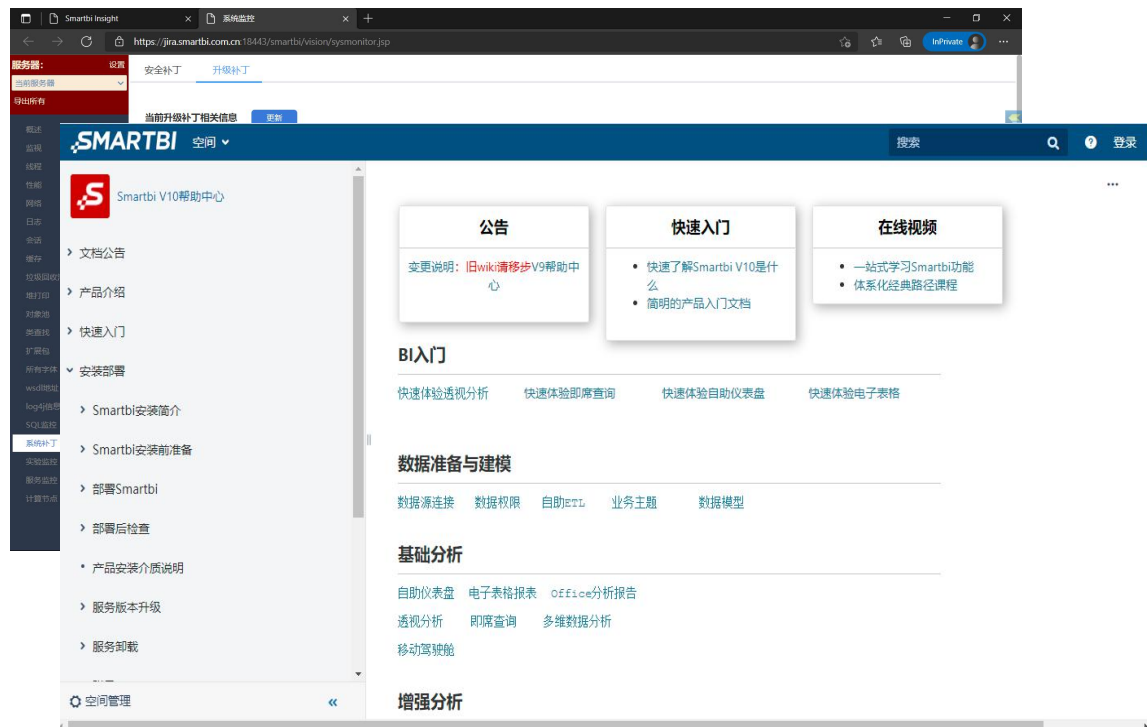 Smartbi Insight
系统监控
https://jira.smartbi.com.cn:18443/smartbi/vision/sysmonitor.jsp
InPrivate
服务器:
设置
当前服务器
导出所有
安全补丁
升级补丁
当前升级补丁相关信息
更新
概述
监视
线程
性能
网络
日志
会话
缓存
垃圾回收
堆打印
对象池
类查找
扩展包
所有字体
wsdl地址
log4j信息
SQL监控
系统补丁
实验监控
服务监控
计算节点
SMARTBI
空间
搜索
登录
Smartbi V10帮助中心
文档公告
产品介绍
快速入门
安装部署
Smartbi安装简介
Smartbi安装前准备
部署Smartbi
部署后检查
产品安装介质说明
服务版本升级
服务卸载
空间管理
公告
变更说明：旧wiki请移步V9帮助中
心
快速入门
快速了解Smartbi V10是什
么
简明的产品入门文档
在线视频
一站式学习Smartbi功能
体系化经典路径课程
BI入门
快速体验透视分析 快速体验即席查询 快速体验自助仪表盘 快速体验电子表格
数据准备与建模
数据源连接 数据权限 自助ETL 业务主题 数据模型
基础分析
自助仪表盘 电子表格报表 Office分析报告
透视分析 即席查询 多维数据分析
移动驾驶舱
增强分析